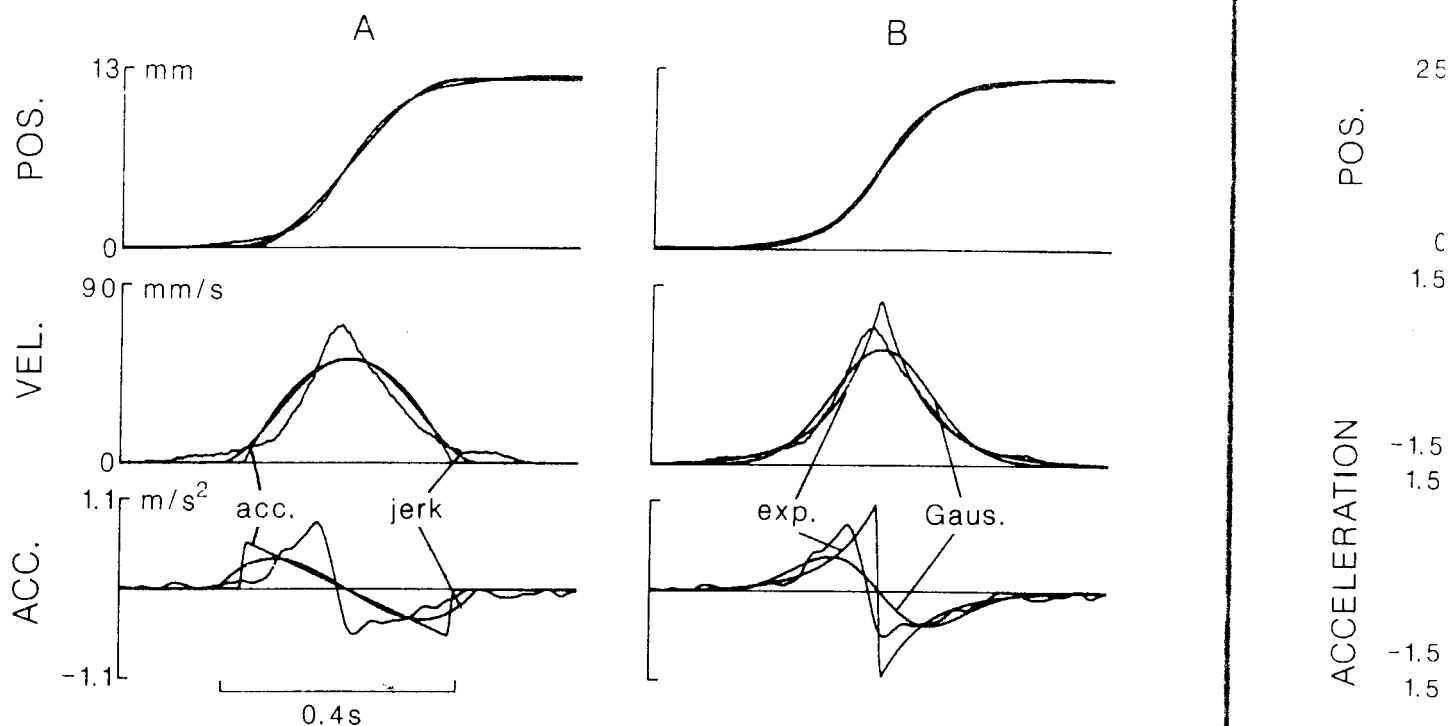 A
B
13 mm
POS.
0
90 mm/s
VEL.
0
1.1 m/s²
acc.
jerk
exp.
Gaus.
ACC.
-1.1
0.4s
25
POS.
0
1.5
-1.5
1.5
ACCELERATION
-1.5
1.5